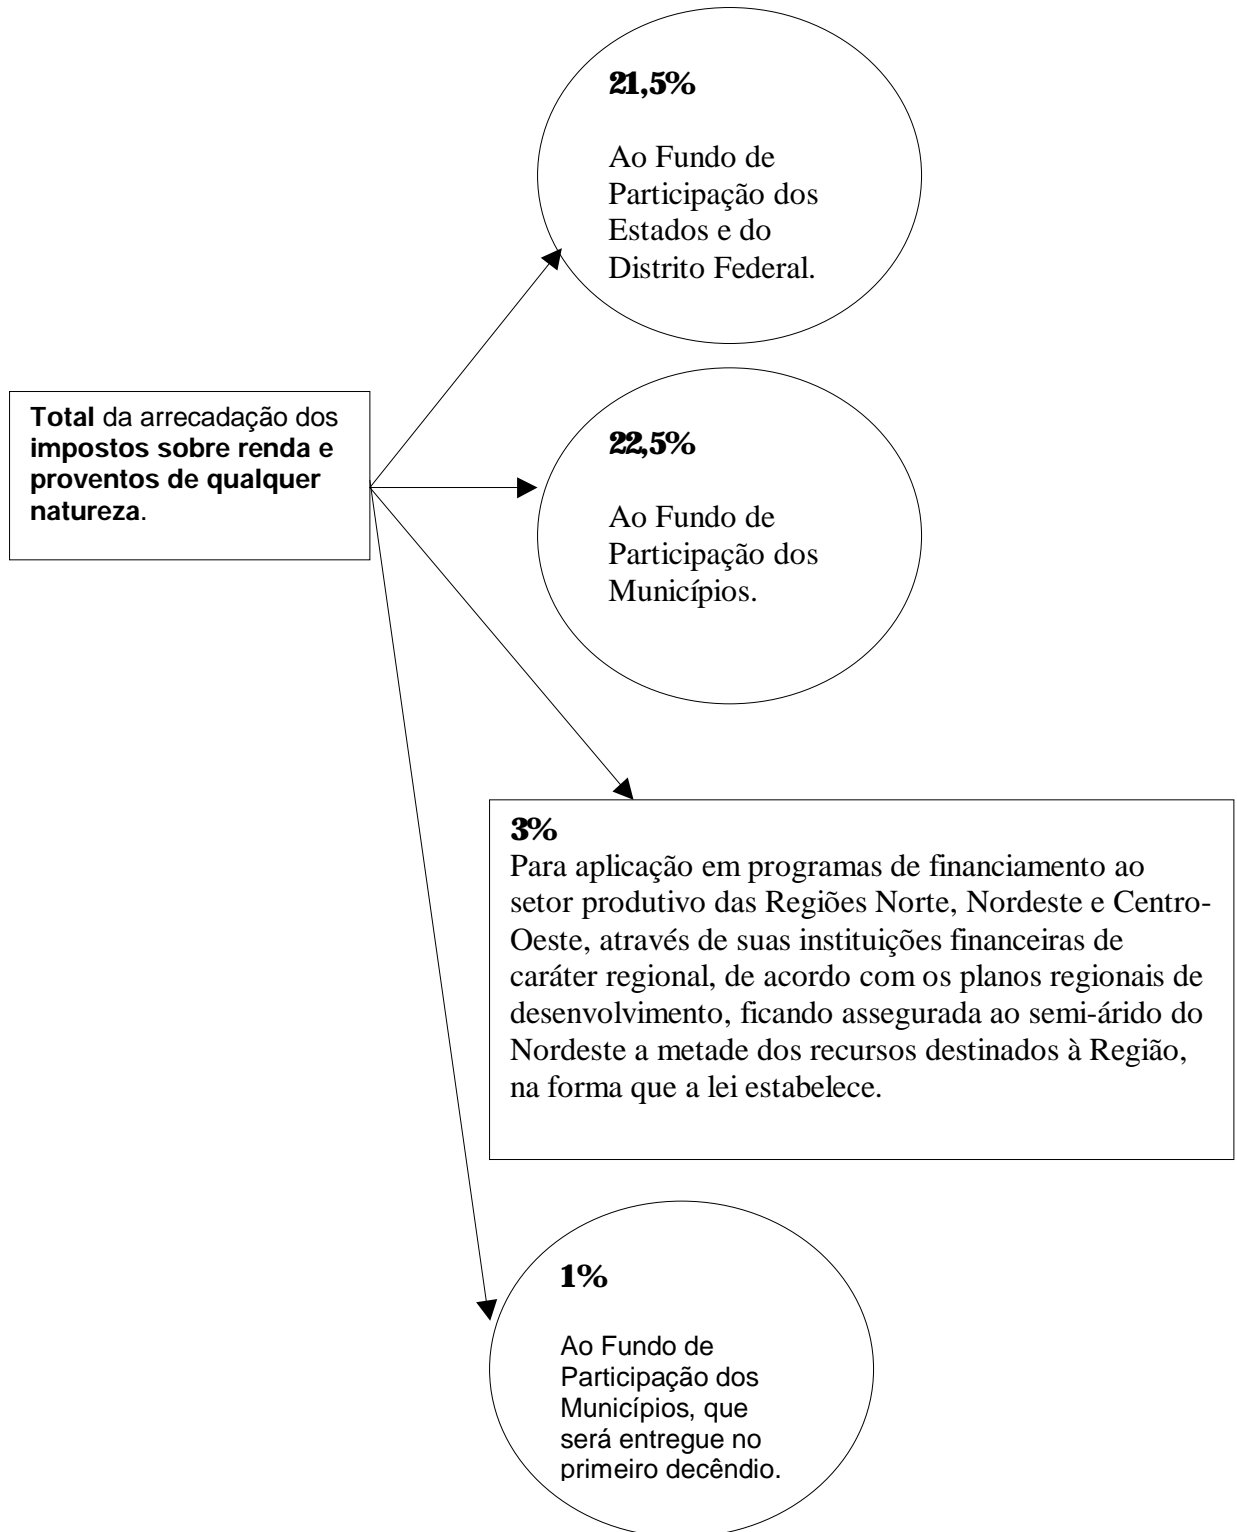 21,5%
Ao Fundo de
Participação dos
Estados e do
Distrito Federal.
Total da arrecadação dos
impostos sobre renda e
proventos de qualquer
natureza.
22,5%
Ao Fundo de
Participação dos
Municípios.
3%
Para aplicação em programas de financiamento ao
setor produtivo das Regiões Norte, Nordeste e Centro-
Oeste, através de suas instituições financeiras de
caráter regional, de acordo com os planos regionais de
desenvolvimento, ficando assegurada ao semi-árido do
Nordeste a metade dos recursos destinados à Região,
na forma que a lei estabelece.
1%
Ao Fundo de
Participação dos
Municípios, que
será entregue no
primeiro decêndio.